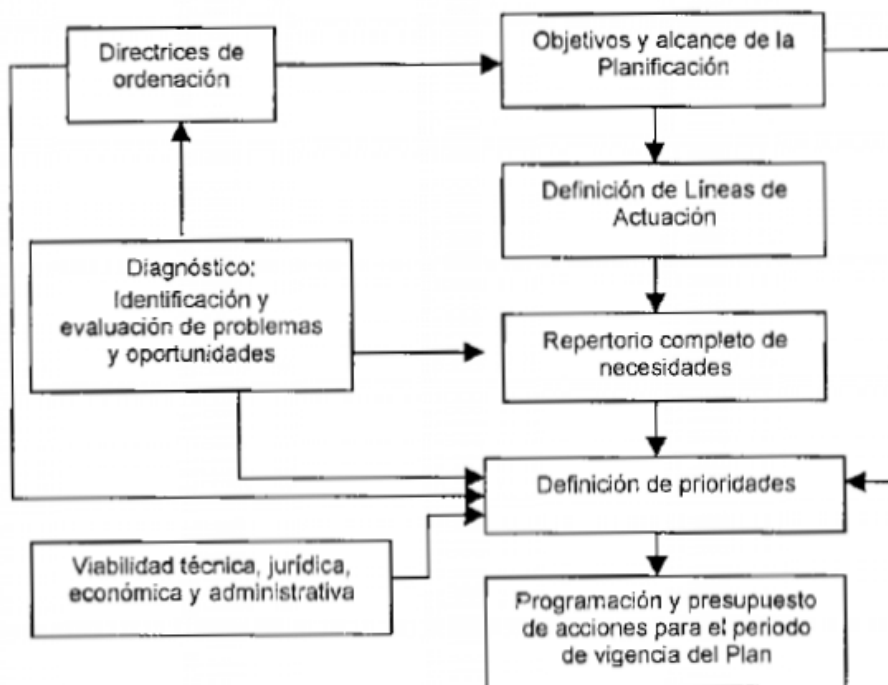 Directrices de
ordenación
Objetivos y alcance de la
Planificación
Definición de Líneas de
Actuación
Diagnóstico:
Identificación y
evaluación de problemas
y oportunidades
Repertorio completo de
necesidades
Definición de prioridades
Viabilidad técnica, jurídica,
económica y administrativa
Programación y presupuesto
de acciones para el periodo
de vigencia del Plan